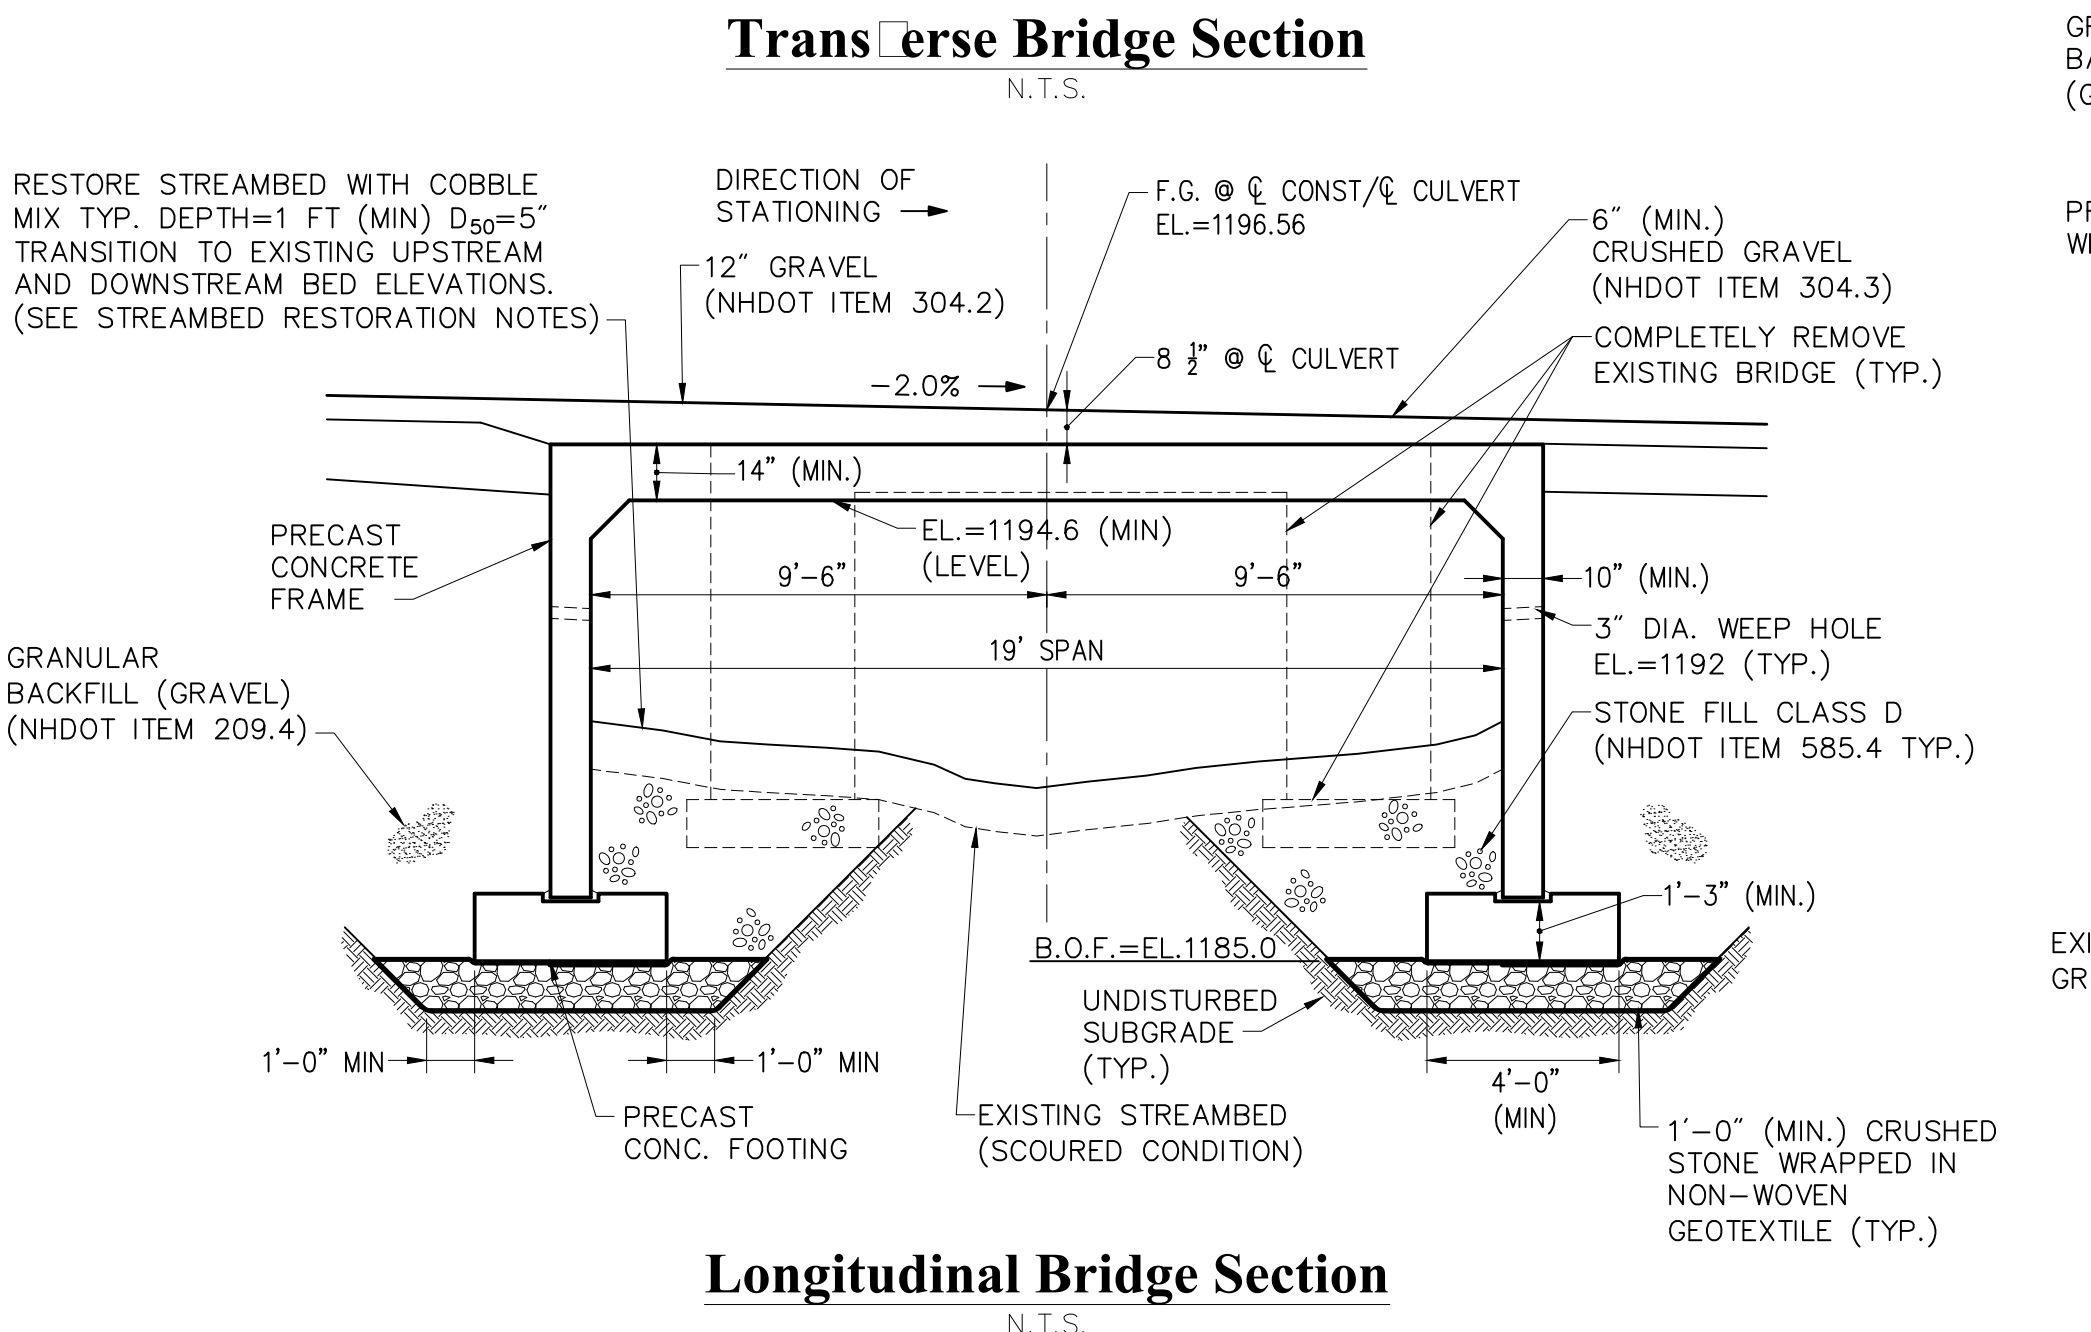 Trans□erse Bridge Section
N.T.S.
RESTORE STREAMBED WITH COBBLE
MIX TYP. DEPTH=1 FT (MIN) D50=5"
TRANSITION TO EXISTING UPSTREAM
AND DOWNSTREAM BED ELEVATIONS.
(SEE STREAMBED RESTORATION NOTES)
DIRECTION OF
STATIONING
12" GRAVEL
(NHDOT ITEM 304.2)
F.G. @ ℄ CONST/℄ CULVERT
EL.=1196.56
6" (MIN.)
CRUSHED GRAVEL
(NHDOT ITEM 304.3)
8 ½" @ ℄ CULVERT
-2.0%
COMPLETELY REMOVE
EXISTING BRIDGE (TYP.)
14" (MIN.)
EL.=1194.6 (MIN)
(LEVEL)
PRECAST
CONCRETE
FRAME
9'-6"
9'-6"
10" (MIN.)
3" DIA. WEEP HOLE
EL.=1192 (TYP.)
19' SPAN
GRANULAR
BACKFILL (GRAVEL)
(NHDOT ITEM 209.4)
STONE FILL CLASS D
(NHDOT ITEM 585.4 TYP.)
1'-3" (MIN.)
B.O.F.=EL.1185.0
UNDISTURBED
SUBGRADE
(TYP.)
1'-0" MIN
1'-0" MIN
4'-0"
(MIN)
PRECAST
CONC. FOOTING
EXISTING STREAMBED
(SCOURED CONDITION)
1'-0" (MIN.) CRUSHED
STONE WRAPPED IN
NON-WOVEN
GEOTEXTILE (TYP.)
EXI
GR
Longitudinal Bridge Section
N.T.S.